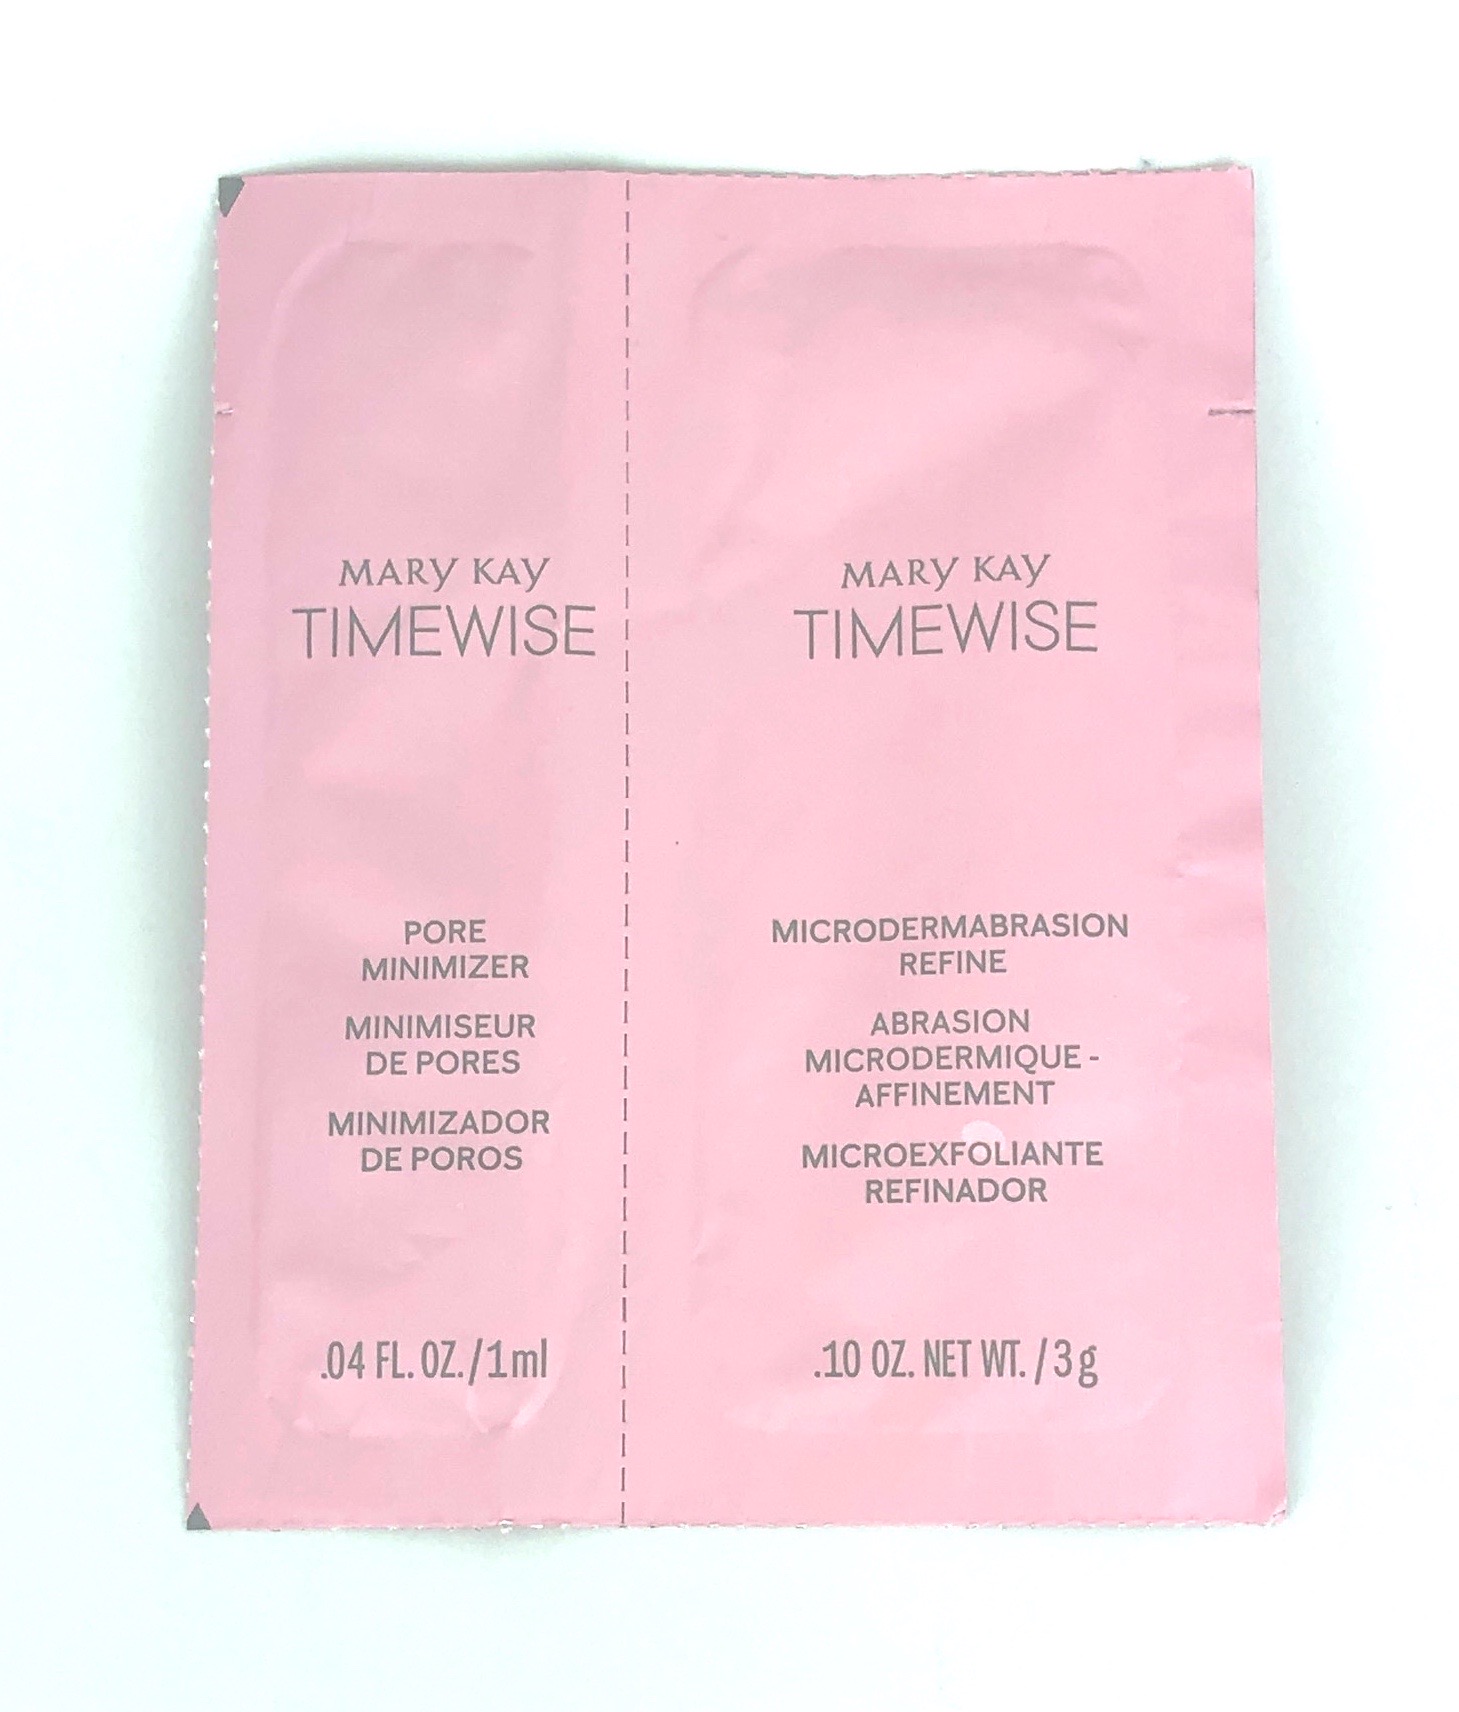 MARY KAY
TIMEWISE
PORE
MINIMIZER
MINIMISEUR
DE PORES
MINIMIZADOR
DE POROS
.04 FL. OZ./1ml
MARY KAY
TIMEWISE
MICRODERMABRASION
REFINE
ABRASION
MICRODERMIQUE -
AFFINEMENT
MICROEXFOLIANTE
REFINADOR
.10 OZ. NET WT./3g